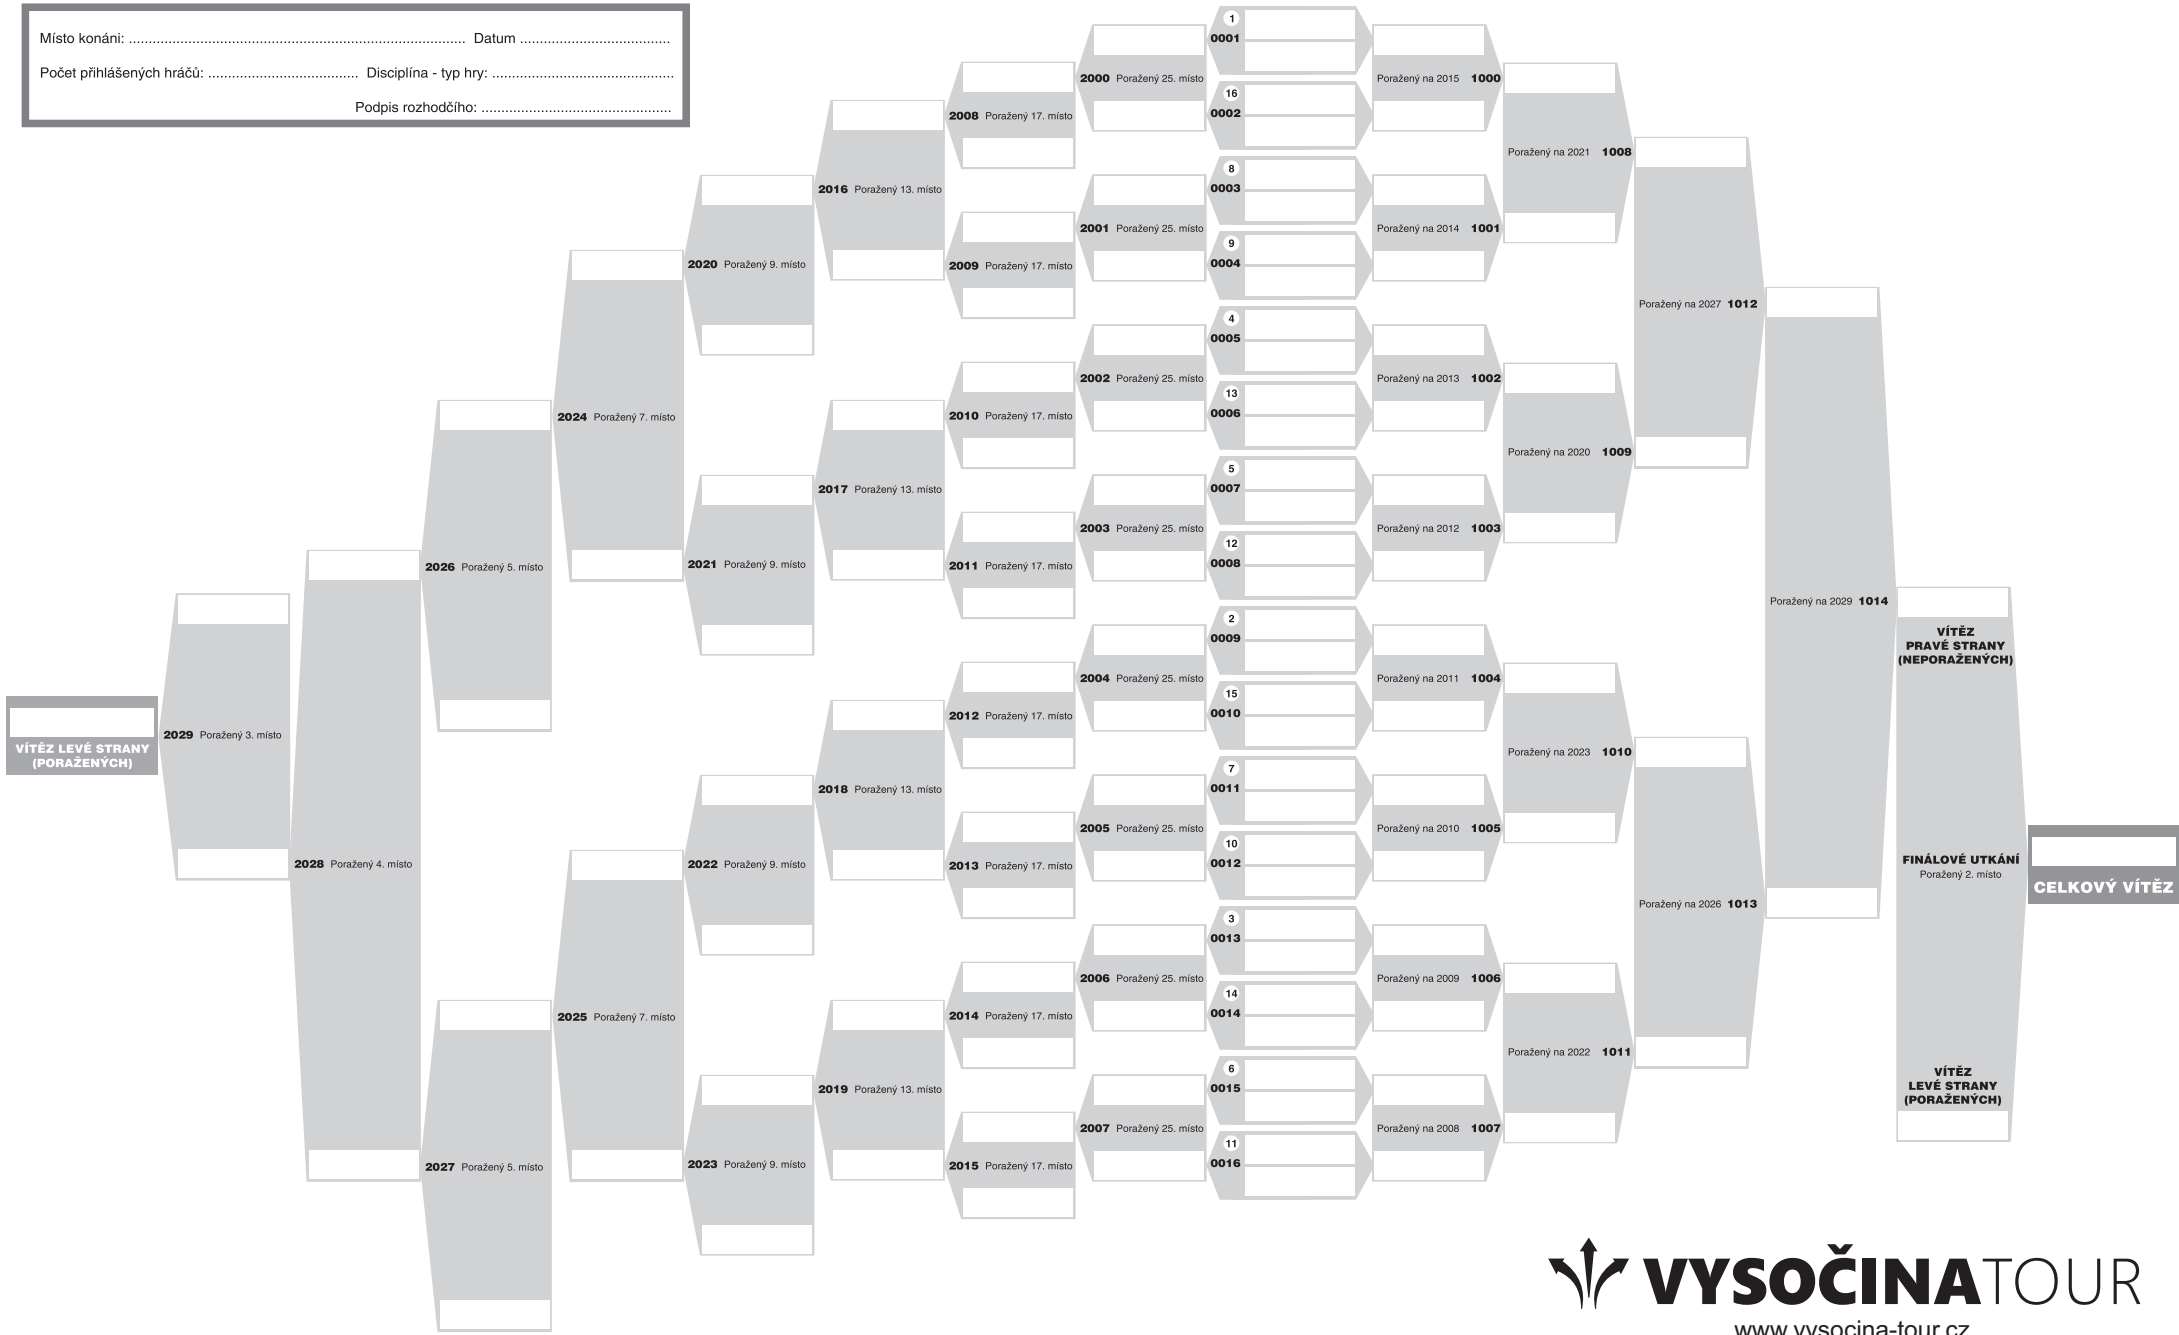 Místo konáni: ..................................................................................... Datum ......................................
Počet přihlášených hráčů: ...................................... Disciplína - typ hry: ..............................................
Podpis rozhodčího: ................................................
VÍTĚZ LEVÉ STRANY
(PORAŽENÝCH)
2029 Poražený 3. místo
2028 Poražený 4. místo
2026 Poražený 5. místo
2027 Poražený 5. místo
2024 Poražený 7. místo
2025 Poražený 7. místo
2020 Poražený 9. místo
2021 Poražený 9. místo
2022 Poražený 9. místo
2023 Poražený 9. místo
2016 Poražený 13. místo
2017 Poražený 13. místo
2018 Poražený 13. místo
2019 Poražený 13. místo
2008 Poražený 17. místo
2009 Poražený 17. místo
2010 Poražený 17. místo
2011 Poražený 17. místo
2012 Poražený 17. místo
2013 Poražený 17. místo
2014 Poražený 17. místo
2015 Poražený 17. místo
2000 Poražený 25. místo
2001 Poražený 25. místo
2002 Poražený 25. místo
2003 Poražený 25. místo
2004 Poražený 25. místo
2005 Poražený 25. místo
2006 Poražený 25. místo
2007 Poražený 25. místo
1
0001
16
0002
8
0003
9
0004
4
0005
13
0006
5
0007
12
0008
2
0009
15
0010
7
0011
10
0012
3
0013
14
0014
6
0015
11
0016
Poražený na 2015 1000
Poražený na 2014 1001
Poražený na 2013 1002
Poražený na 2012 1003
Poražený na 2011 1004
Poražený na 2010 1005
Poražený na 2009 1006
Poražený na 2008 1007
Poražený na 2021 1008
Poražený na 2020 1009
Poražený na 2023 1010
Poražený na 2022 1011
Poražený na 2027 1012
Poražený na 2026 1013
Poražený na 2029 1014
VÍTĚZ
PRAVÉ STRANY
(NEPORAŽENÝCH)
FINÁLOVÉ UTKÁNÍ
Poražený 2. místo
VÍTĚZ
LEVÉ STRANY
(PORAŽENÝCH)
CELKOVÝ VÍTĚZ
VYSOČINATOUR
www.vysocina-tour.cz